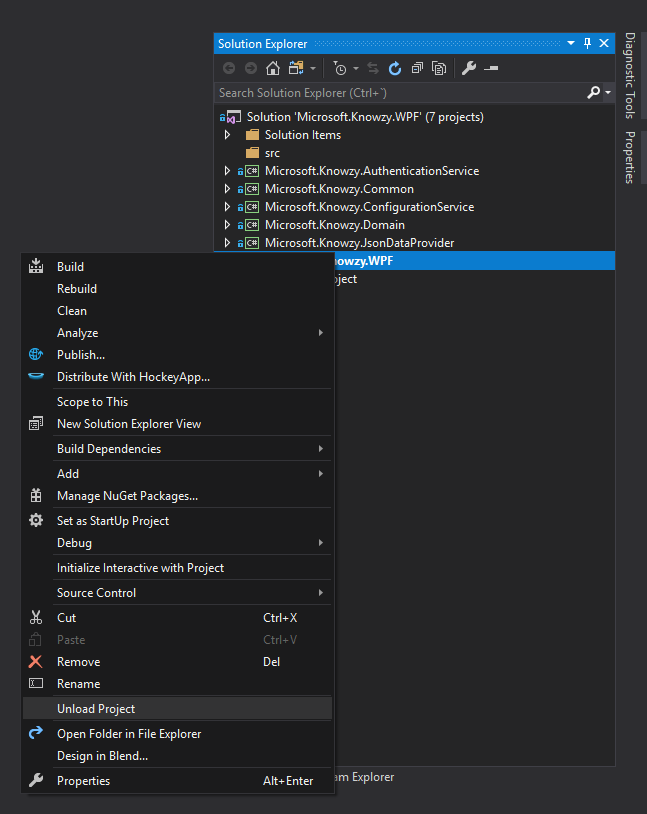 Solution Explorer
Search Solution Explorer (Ctrl+¨)
Solution 'Microsoft.Knowzy.WPF' (7 projects)
Solution Items
src
C# Microsoft.Knowzy.AuthenticationService
C# Microsoft.Knowzy.Common
C# Microsoft.Knowzy.ConfigurationService
C# Microsoft.Knowzy.Domain
C# Microsoft.Knowzy.JsonDataProvider
nowzy.WPF
oject
Build
Rebuild
Clean
Analyze
Publish...
Distribute With HockeyApp...
Scope to This
New Solution Explorer View
Build Dependencies
Add
Manage NuGet Packages...
Set as StartUp Project
Debug
Initialize Interactive with Project
Source Control
Cut Ctrl+X
Paste Ctrl+V
Remove Del
Rename
Unload Project
Open Folder in File Explorer
Design in Blend...
Properties Alt+Enter
am Explorer
Diagnostic Tools
Properties